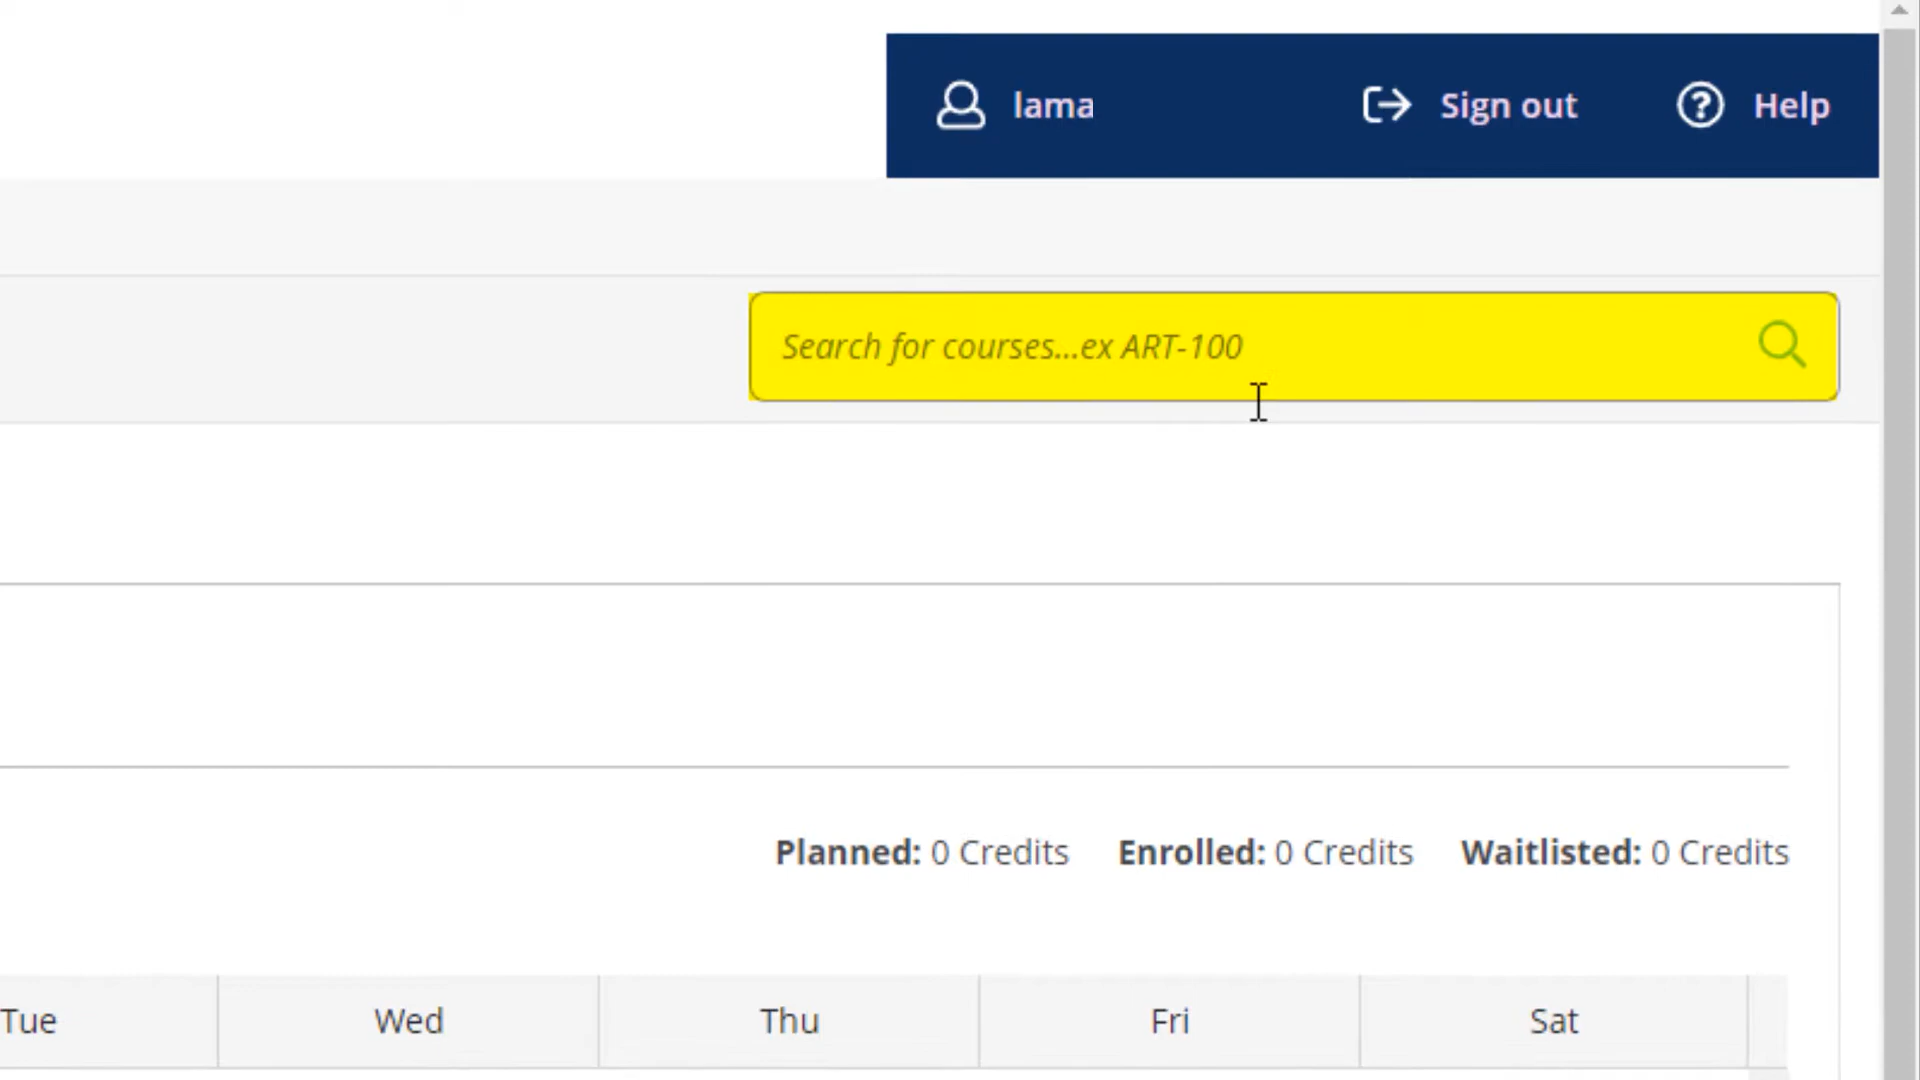 lama Sign out Help
Search for courses...ex ART-100
Planned: 0 Credits Enrolled: 0 Credits Waitlisted: 0 Credits
Tue Wed Thu Fri Sat